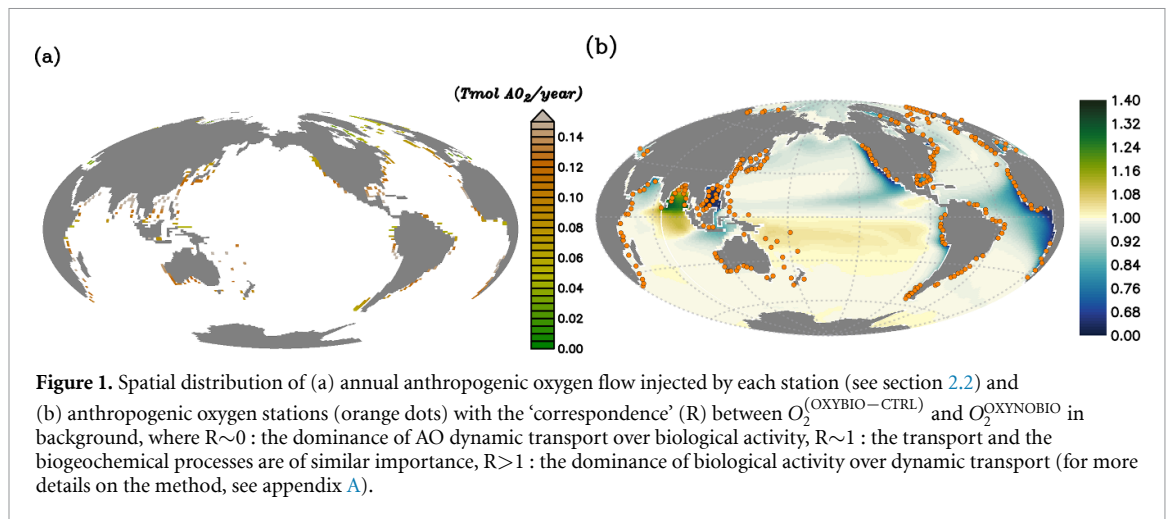 (a)
(b)
(Tmol AO₂/year)
0.14
0.12
0.10
0.08
0.06
0.04
0.02
0.00
1.40
1.32
1.24
1.16
1.08
1.00
0.92
0.84
0.76
0.68
0.00
Figure 1. Spatial distribution of (a) annual anthropogenic oxygen flow injected by each station (see section 2.2) and
(b) anthropogenic oxygen stations (orange dots) with the ‘correspondence’ (R) between O₂^(OXYBIO−CTRL) and O₂^OXYNOBIO in
background, where R∼0 : the dominance of AO dynamic transport over biological activity, R∼1 : the transport and the
biogeochemical processes are of similar importance, R>1 : the dominance of biological activity over dynamic transport (for more
details on the method, see appendix A).